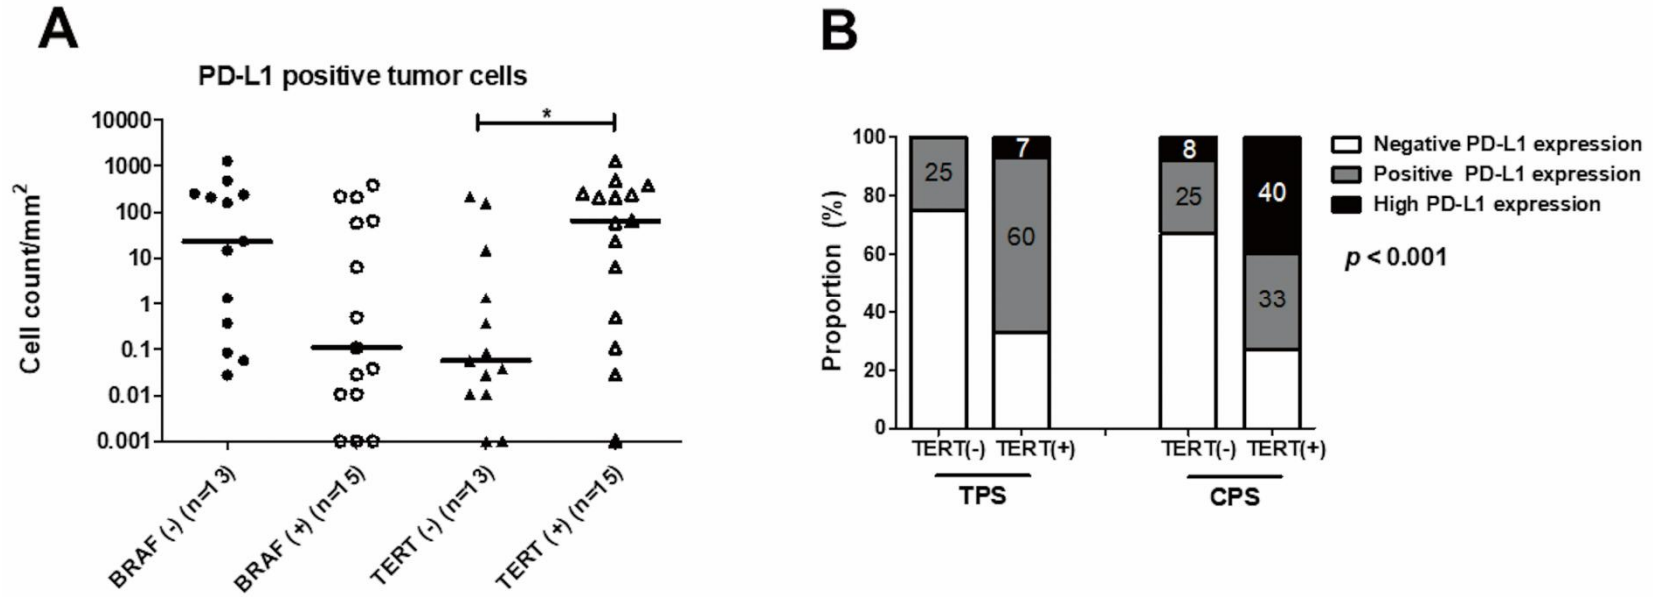 A
PD-L1 positive tumor cells
*
Cell count/mm2
10000
1000
100
10
1
0.1
0.01
0.001
BRAF (-) (n=13)
BRAF (+) (n=15)
TERT (-) (n=13)
TERT (+) (n=15)
B
Proportion (%)
100
80
60
40
20
0
25
7
60
8
25
40
33
TERT(-)
TERT(+)
TERT(-)
TERT(+)
TPS
CPS
Negative PD-L1 expression
Positive PD-L1 expression
High PD-L1 expression
p < 0.001